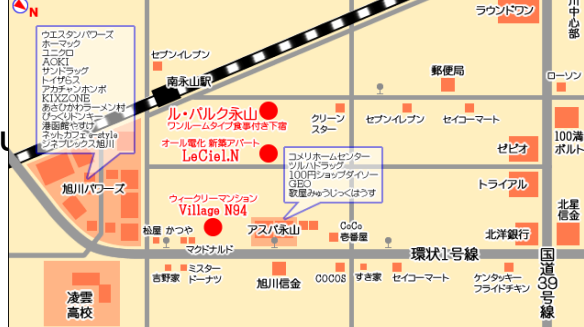 N
ウエスタンパワーズ
ホーマック
ユニクロ
AOKI
サンドラッグ
トイザらス
アカチャンホンポ
KIXZONE
あさひかわラーメン村
びっくりドンキー
港函館やすけ
ネットカフェ e-style
シネプレックス旭川
旭川パワーズ
セブンイレブン
南永山駅
ル・パルク永山
ワンルームタイプ食事付き下宿
オール電化 新築アパート
LeCiel.N
コメリホームセンター
ツルハドラッグ
100円ショップダイソー
GEO
歌屋みゅうじっくはうす
ウィークリーマンション
Village N94
アスパ永山
松屋
かつや
マクドナルド
CoCo
壱番屋
吉野家
ミスター
ドーナツ
旭川信金
COCOS
すき家
セイコーマート
ケンタッキー
フライドチキン
凌雲
高校
環状1号線
国道39号線
クリーン
スター
セブンイレブン
セイコーマート
郵便局
ラウンドワン
川中心部
ローソン
100満
ボルト
ゼビオ
トライアル
北星
信金
北洋銀行